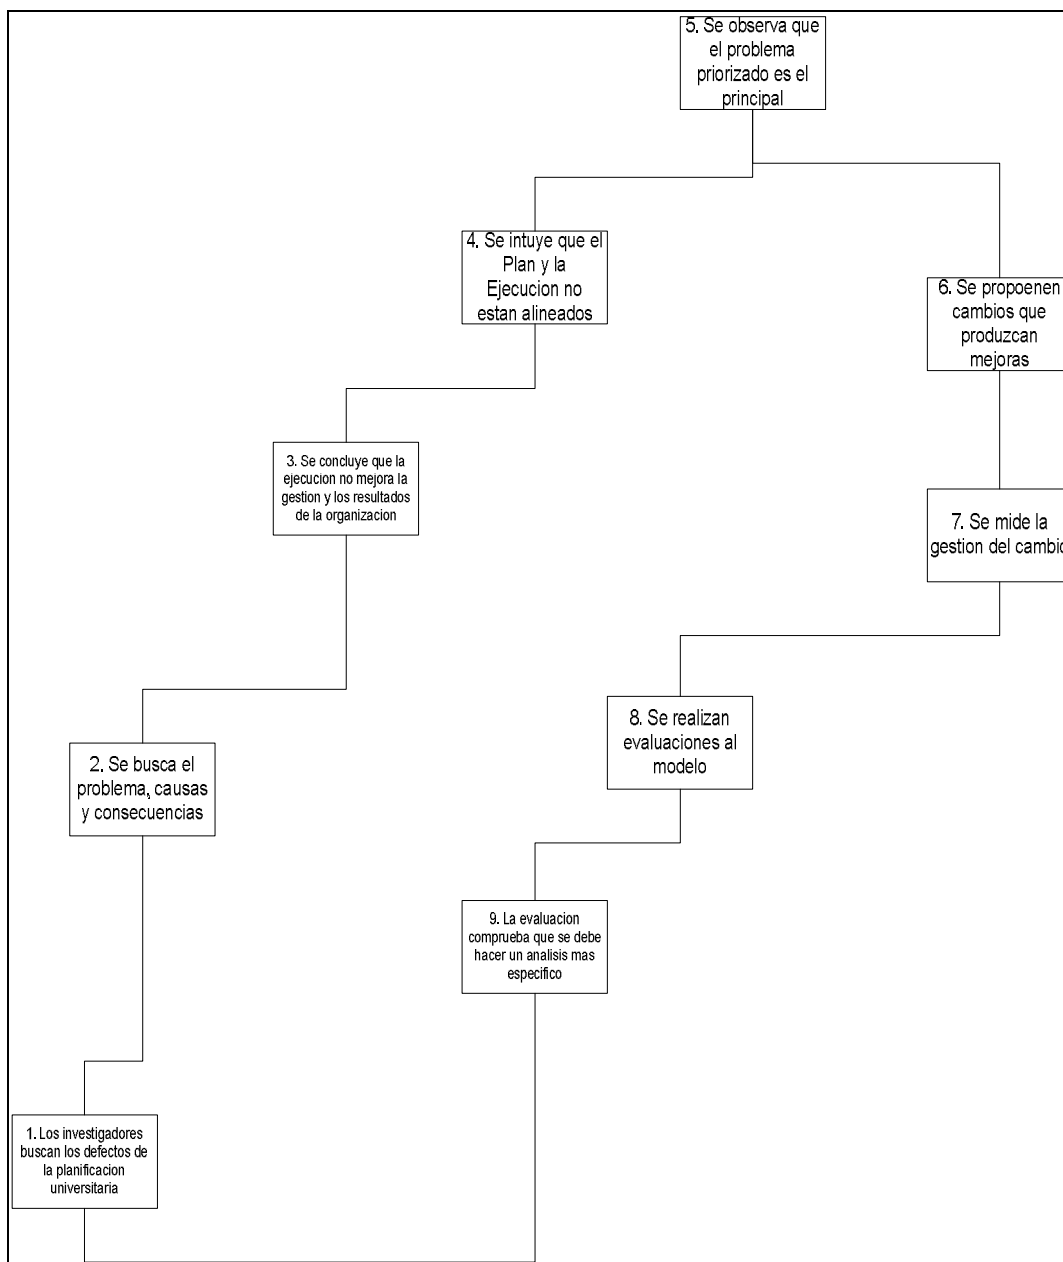 5. Se observa que
el problema
priorizado es el
principal
4. Se intuye que el
Plan y la
Ejecucion no
estan alineados
6. Se propoenen
cambios que
produzcan
mejoras
3. Se concluye que la
ejecucion no mejora la
gestion y los resultados
de la organizacion
7. Se mide la
gestion del cambio
8. Se realizan
evaluaciones al
modelo
2. Se busca el
problema, causas
y consecuencias
9. La evaluacion
comprueba que se debe
hacer un analisis mas
especifico
1. Los investigadores
buscan los defectos de
la planificacion
universitaria